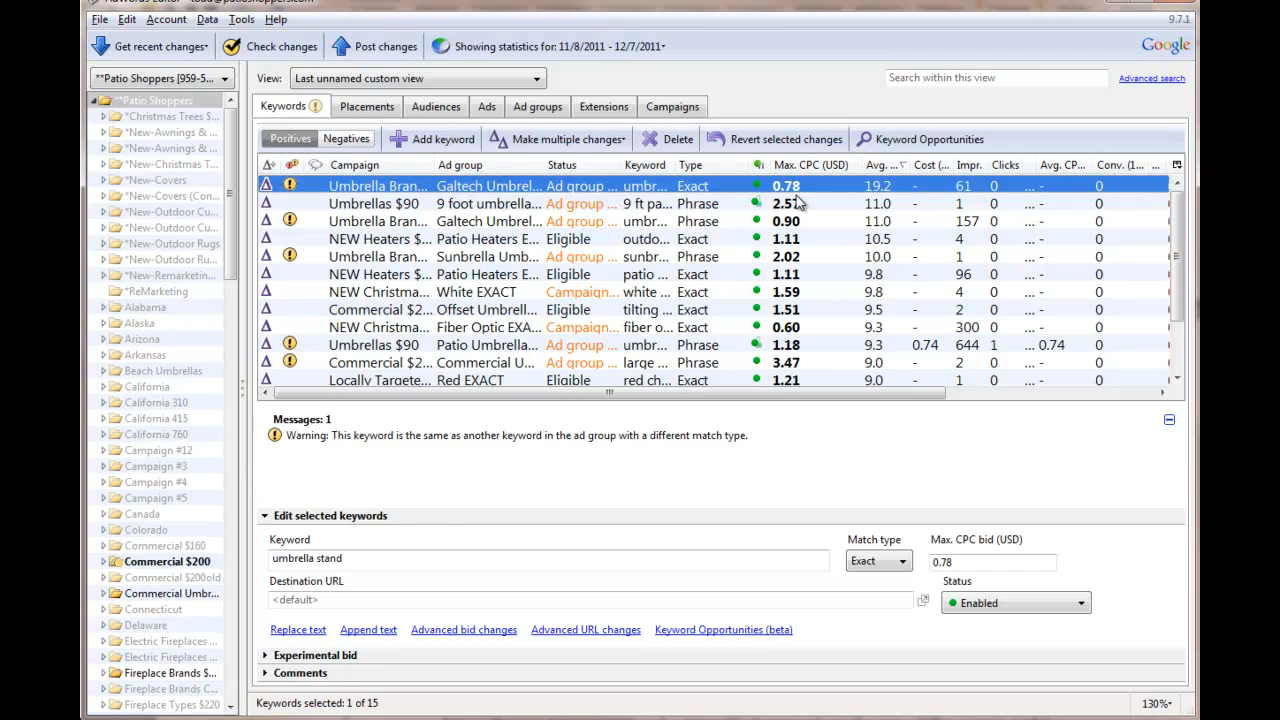 AdWords Editor - todd@patioshoppers.com
File Edit Account Data Tools Help 9.7.1
Get recent changes Check changes Post changes Showing statistics for: 11/8/2011 - 12/7/2011 Google
**Patio Shoppers [959-5... View: Last unnamed custom view Search within this view Advanced search
**Patio Shoppers
*Christmas Trees $...
*New-Awnings & ...
*New-Awnings & ...
*New-Christmas T...
*New-Covers
*New-Covers (Con...
*New-Outdoor Cu...
*New-Outdoor Cu...
*New-Outdoor Rugs
*New-Outdoor Ru...
*New-Remarketin...
*ReMarketing
Alabama
Alaska
Arizona
Arkansas
Beach Umbrellas
California
California 310
California 415
California 760
Campaign #12
Campaign #3
Campaign #4
Campaign #5
Canada
Colorado
Commercial $160
Commercial $200
Commercial $200old
Commercial Umbr...
Connecticut
Delaware
Electric Fireplaces ...
Electric Fireplaces ...
Fireplace Brands $...
Fireplace Brands C...
Fireplace Types $220
Keywords Placements Audiences Ads Ad groups Extensions Campaigns
Positives Negatives Add keyword Make multiple changes Delete Revert selected changes Keyword Opportunities
Campaign Ad group Status Keyword Type Max. CPC (USD) Avg. ... Cost (... Impr. Clicks Avg. CP... Conv. (1... ...
Umbrella Bran... Galtech Umbrel... Ad group ... umbr... Exact 0.78 19.2 - 61 0 ... - 0
Umbrellas $90 9 foot umbrella... Ad group ... 9 ft pa... Phrase 2.5 11.0 - 1 0 ... - 0
Umbrella Bran... Galtech Umbrel... Ad group ... umbr... Phrase 0.90 11.0 - 157 0 ... - 0
NEW Heaters $... Patio Heaters E... Eligible outdo... Exact 1.11 10.5 - 4 0 ... - 0
Umbrella Bran... Sunbrella Umb... Ad group ... sunbr... Phrase 2.02 10.0 - 1 0 ... - 0
NEW Heaters $... Patio Heaters E... Eligible patio ... Exact 1.11 9.8 - 96 0 ... - 0
NEW Christma... White EXACT Campaign... white ... Exact 1.59 9.8 - 4 0 ... - 0
Commercial $2... Offset Umbrell... Eligible tilting ... Exact 1.51 9.5 - 2 0 ... - 0
NEW Christma... Fiber Optic EXA... Campaign... fiber o... Exact 0.60 9.3 - 300 0 ... - 0
Umbrellas $90 Patio Umbrella... Ad group ... umbr... Phrase 1.18 9.3 0.74 644 1 ... 0.74 0
Commercial $2... Commercial U... Ad group ... large ... Phrase 3.47 9.0 - 2 0 ... - 0
Locally Targete... Red EXACT Eligible red ch... Exact 1.21 9.0 - 1 0 ... - 0
Messages: 1
Warning: This keyword is the same as another keyword in the ad group with a different match type.
Edit selected keywords
Keyword Match type Max. CPC bid (USD)
umbrella stand Exact 0.78
Destination URL Status
<default> Enabled
Replace text Append text Advanced bid changes Advanced URL changes Keyword Opportunities (beta)
Experimental bid
Comments
Keywords selected: 1 of 15 130%